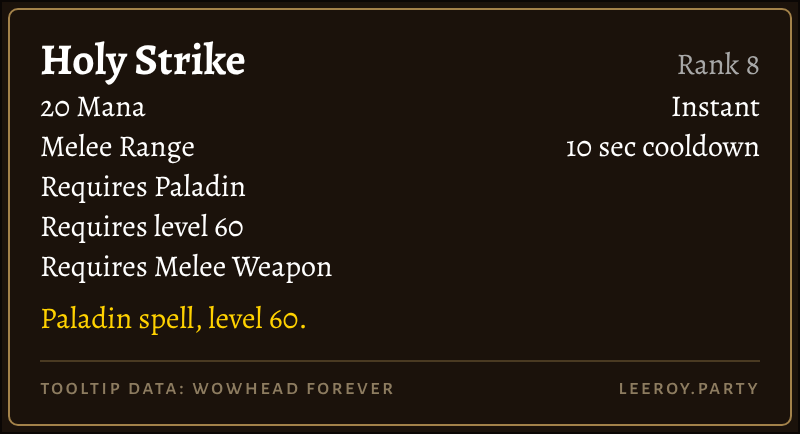 Holy Strike Rank 8
20 Mana Instant
Melee Range 10 sec cooldown
Requires Paladin
Requires level 60
Requires Melee Weapon
Paladin spell, level 60.
TOOLTIP DATA: WOWHEAD FOREVER LEEROY.PARTY